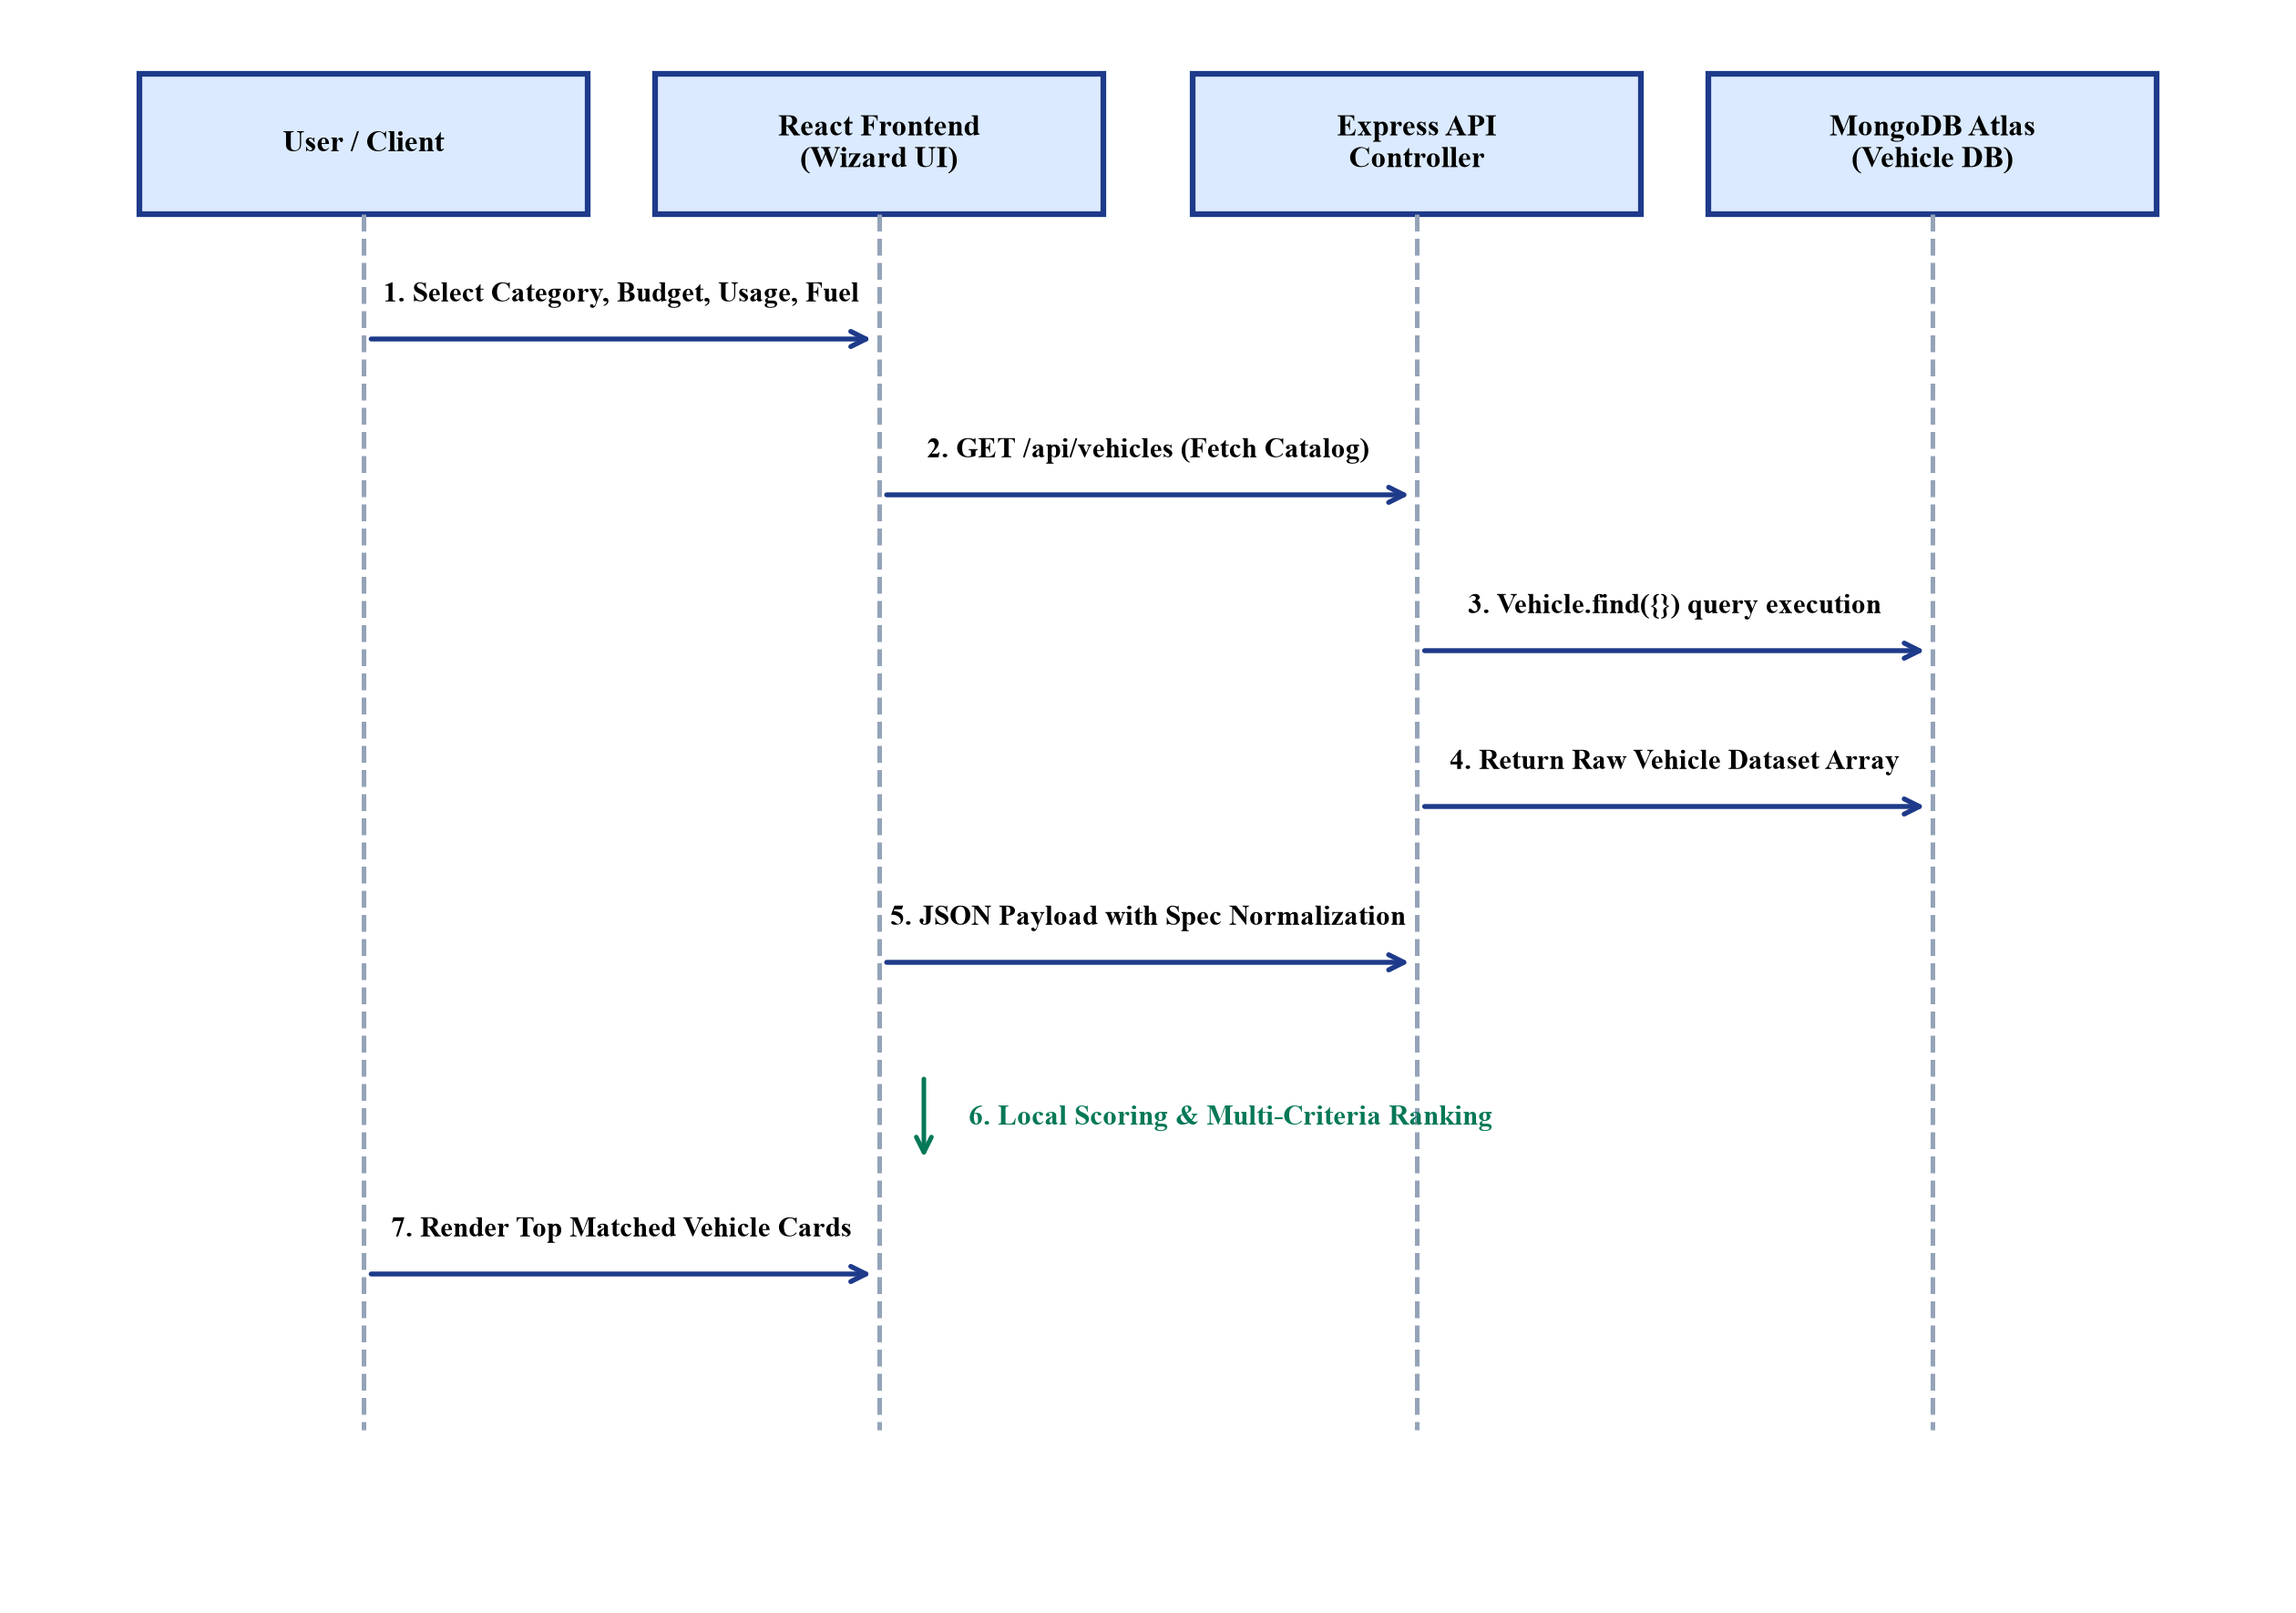 User / Client
React Frontend
(Wizard UI)
Express API
Controller
MongoDB Atlas
(Vehicle DB)
1. Select Category, Budget, Usage, Fuel
2. GET /api/vehicles (Fetch Catalog)
3. Vehicle.find({}) query execution
4. Return Raw Vehicle Dataset Array
5. JSON Payload with Spec Normalization
6. Local Scoring & Multi-Criteria Ranking
7. Render Top Matched Vehicle Cards